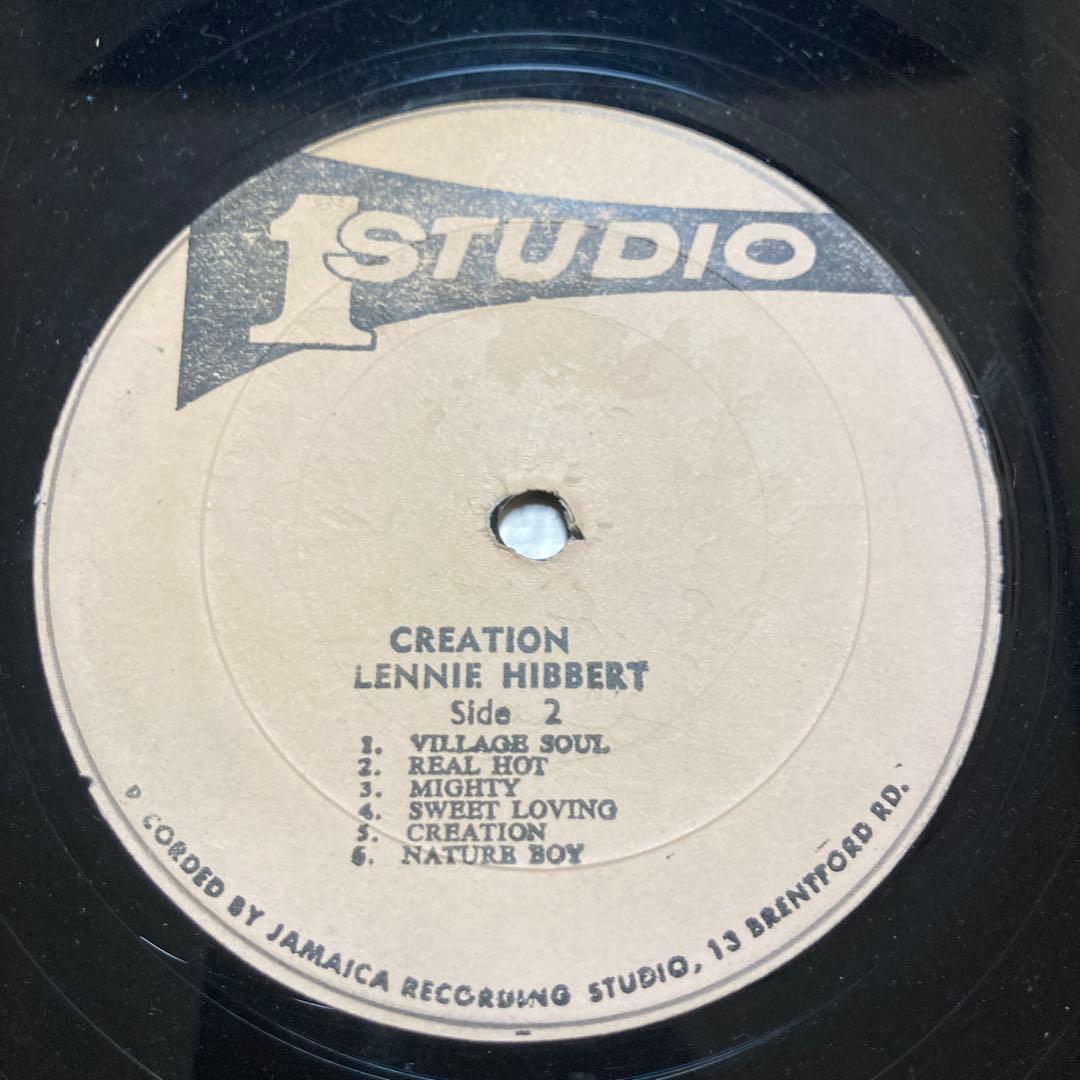 1 STUDIO
CREATION
LENNIE HIBBERT
Side 2
1. VILLAGE SOUL
2. REAL HOT
3. MIGHTY
4. SWEET LOVING
5. CREATION
6. NATURE BOY
BY JAMAICA RECORDING STUDIO, 13 BRENTFORD RD.